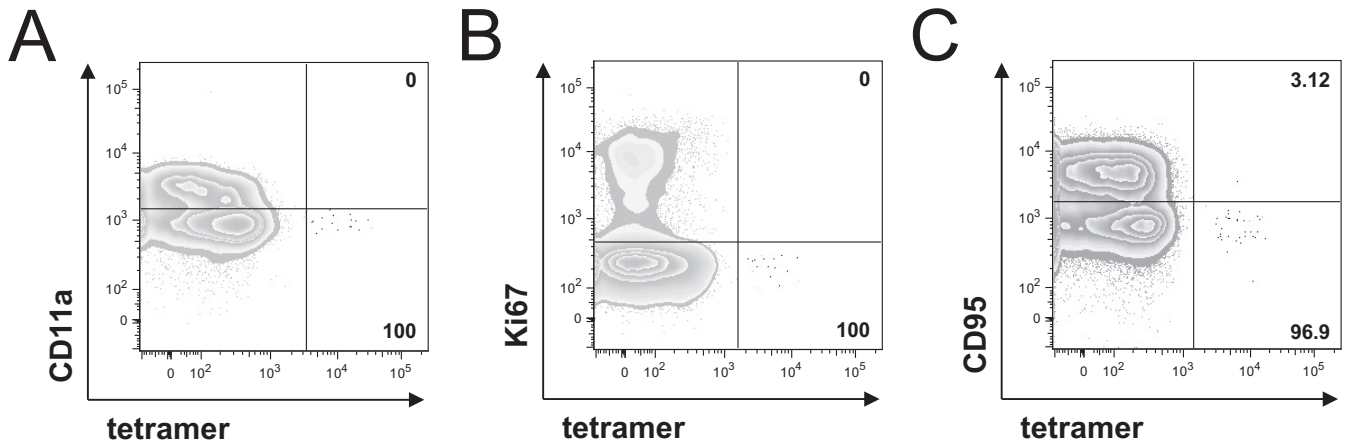 A B C
0 0 3.12
10⁵ 10⁵ 10⁵
10⁴ 10⁴ 10⁴
10³ 10³ 10³
10² 10² 10²
0 0 0
CD11a Ki67 CD95
100 100 96.9
0 10² 10³ 10⁴ 10⁵ 0 10² 10³ 10⁴ 10⁵ 0 10² 10³ 10⁴ 10⁵
tetramer tetramer tetramer